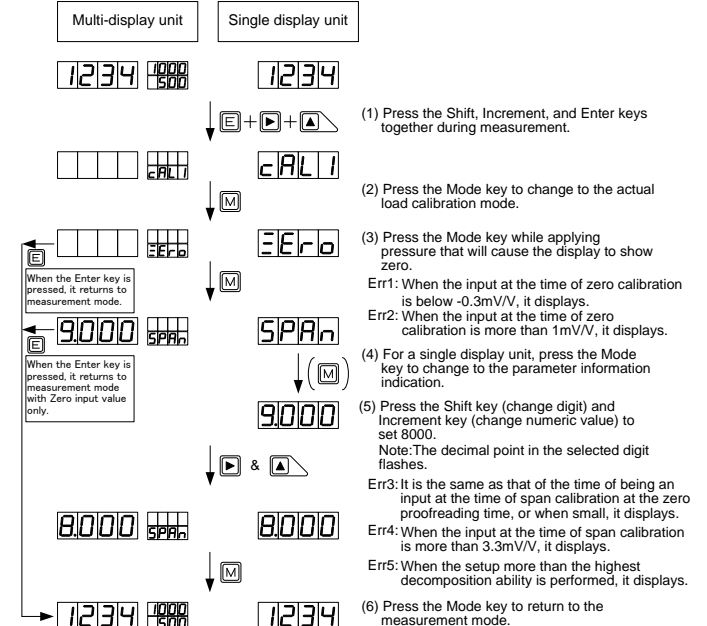 Multi-display unit Single display unit
1234 1000 500 1234
E + ▶ + ▲
(1) Press the Shift, Increment, and Enter keys
together during measurement.
cALI cALI
M
(2) Press the Mode key to change to the actual
load calibration mode.
ZEro ZEro
(3) Press the Mode key while applying
pressure that will cause the display to show
zero.
E
When the Enter key is
pressed, it returns to
measurement mode.
M
Err1: When the input at the time of zero calibration
is below -0.3mV/V, it displays.
Err2: When the input at the time of zero
calibration is more than 1mV/V, it displays.
9.000 SPAn SPAn
E
When the Enter key is
pressed, it returns to
measurement mode
with Zero input value
only.
(M)
(4) For a single display unit, press the Mode
key to change to the parameter information
indication.
9.000
(5) Press the Shift key (change digit) and
Increment key (change numeric value) to
set 8000.
Note:The decimal point in the selected digit
flashes.
▶ & ▲
Err3: It is the same as that of the time of being an
input at the time of span calibration at the zero
proofreading time, or when small, it displays.
8.000 SPAn 8.000
Err4: When the input at the time of span calibration
is more than 3.3mV/V, it displays.
M
Err5: When the setup more than the highest
decomposition ability is performed, it displays.
1234 1000 500 1234
(6) Press the Mode key to return to the
measurement mode.